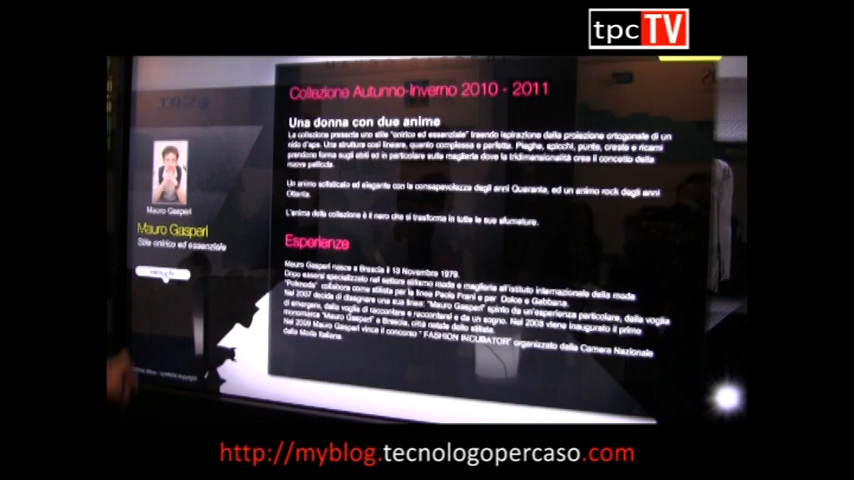 tpcTV
Collezione Autunno-Inverno 2010 - 2011
Una donna con due anime
La collezione presenta uno stile "onirico ed essenziale" traendo ispirazione dalla proiezione ortogonale di un
nido d'ape. Una struttura così lineare, quanto complessa e perfetta. Pieghe, spicchi, punte, creste e ricami
prendono forma sugli abiti ed in particolare sulla maglieria dove la tridimensionalità crea il concetto della
nuova pelliccia.
Un animo sofisticato ed elegante con la consapevolezza degli anni Quaranta, ed un animo rock degli anni
Ottanta.
L'anima della collezione è il nero che si trasforma in tutte le sue sfumature.
Mauro Gasperi
Mauro Gasperi
Stile onirico ed essenziale
Esperienze
Mauro Gasperi nasce a Brescia il 13 Novembre 1979.
Dopo essersi specializzato nel settore stilismo moda e maglieria all'istituto internazionale della moda
"Polimoda" collabora come stilista per la linea Paola Frani e per Dolce e Gabbana.
Nel 2007 decide di disegnare una sua linea: "Mauro Gasperi" spinto da un'esperienza particolare, dalla voglia
di emergere, dalla voglia di raccontare e raccontarsi e da un sogno. Nel 2008 viene inaugurato il primo
monomarca "Mauro Gasperi" a Brescia, città natale dello stilista.
Nel 2009 Mauro Gasperi vince il concorso " FASHION INCUBATOR" organizzato dalla Camera Nazionale
della Moda Italiana.
http://myblog.tecnologopercaso.com